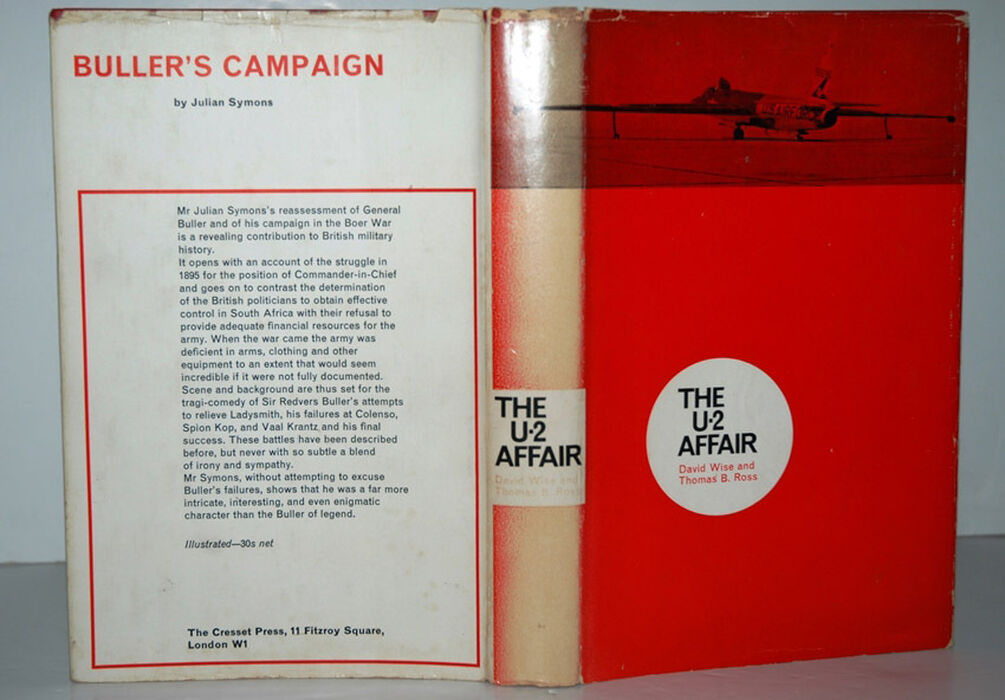 BULLER'S CAMPAIGN
by Julian Symons
Mr Julian Symons's reassessment of General
Buller and of his campaign in the Boer War
is a revealing contribution to British military
history.
It opens with an account of the struggle in
1895 for the position of Commander-in-Chief
and goes on to contrast the determination
of the British politicians to obtain effective
control in South Africa with their refusal to
provide adequate financial resources for the
army. When the war came the army was
deficient in arms, clothing and other
equipment to an extent that would seem
incredible if it were not fully documented.
Scene and background are thus set for the
tragi-comedy of Sir Redvers Buller's attempts
to relieve Ladysmith, his failures at Colenso,
Spion Kop, and Vaal Krantz and his final
success. These battles have been described
before, but never with so subtle a blend
of irony and sympathy.
Mr Symons, without attempting to excuse
Buller's failures, shows that he was a far more
intricate, interesting, and even enigmatic
character than the Buller of legend.
Illustrated—30s net
The Cresset Press, 11 Fitzroy Square,
London W1
THE
U·2
AFFAIR
David Wise and
Thomas B. Ross
U.S. AIR FORCE
THE
U·2
AFFAIR
David Wise and
Thomas B. Ross